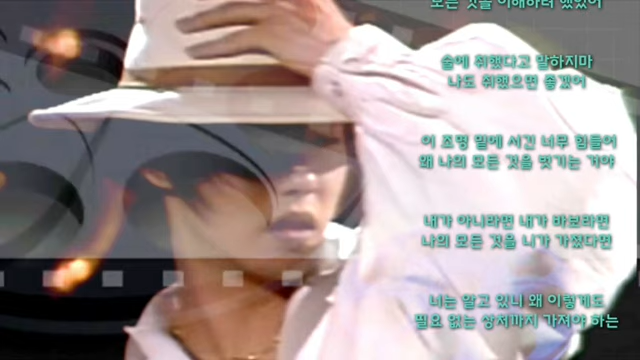 모든 것을 이해하려 했었어
술에 취했다고 말하지마
나도 취했으면 좋겠어
이 조명 밑에 서긴 너무 힘들어
왜 나의 모든 것을 뺏기는 거야
내가 아니라면 내가 바보라면
나의 모든 것을 니가 가졌다면
너는 알고 있니 왜 이렇게도
필요 없는 상처까지 가져야 하는